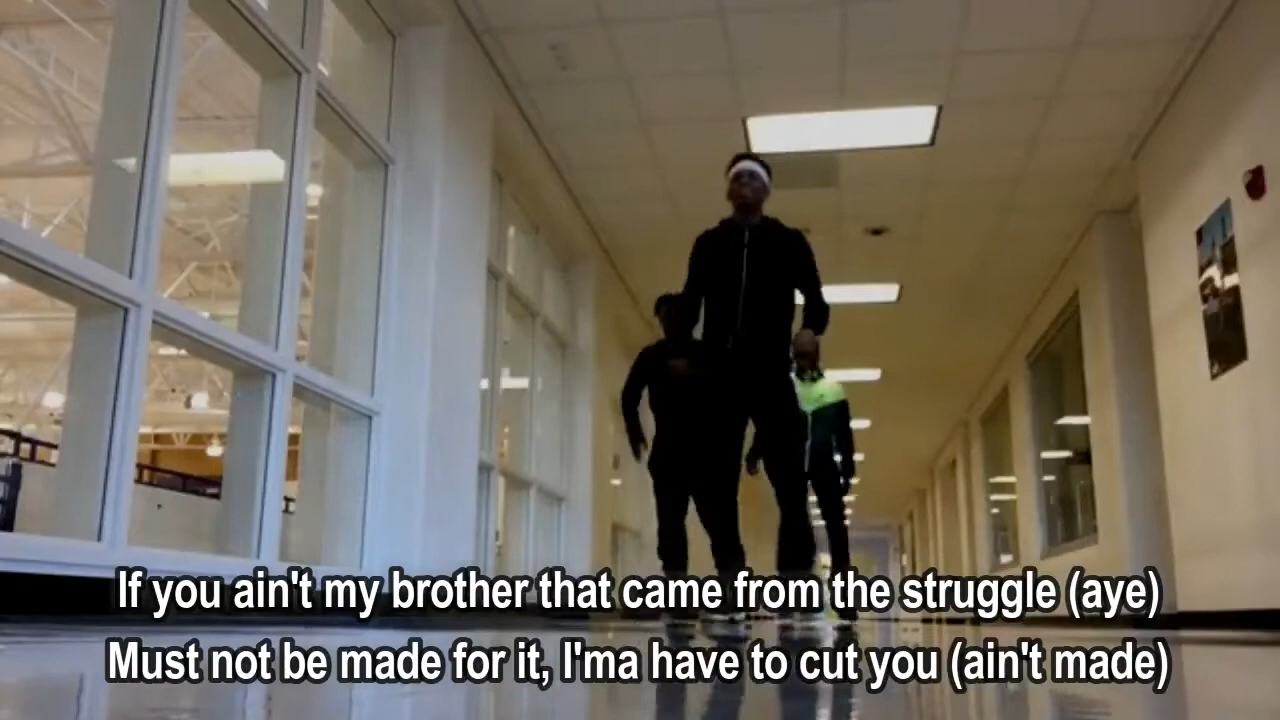 If you ain't my brother that came from the struggle (aye)
Must not be made for it, I'ma have to cut you (ain't made)